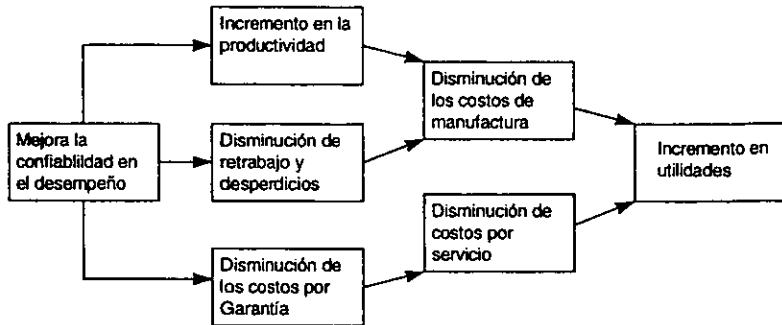 Incremento en la
productividad
Disminución de
los costos de
manufactura
Mejora la
confiablildad en
el desempeño
Disminución de
retrabajo y
desperdicios
Incremento en
utilidades
Disminución de
costos por
servicio
Disminución de
los costos por
Garantía